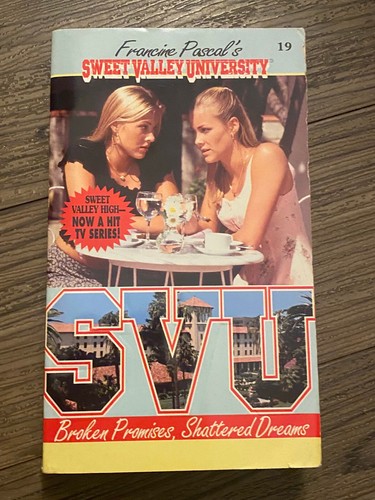 Francine Pascal's
19
SWEET VALLEY UNIVERSITY®
SWEET
VALLEY HIGH—
NOW A HIT
TV SERIES!
SVU
Broken Promises, Shattered Dreams